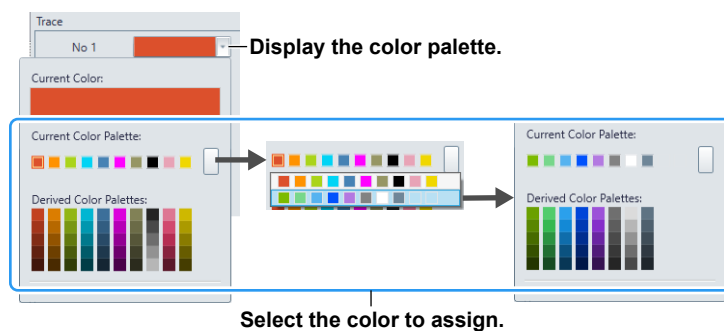 Trace
No 1
Display the color palette.
Current Color:
Current Color Palette:
Derived Color Palettes:
Current Color Palette:
Derived Color Palettes:
Select the color to assign.